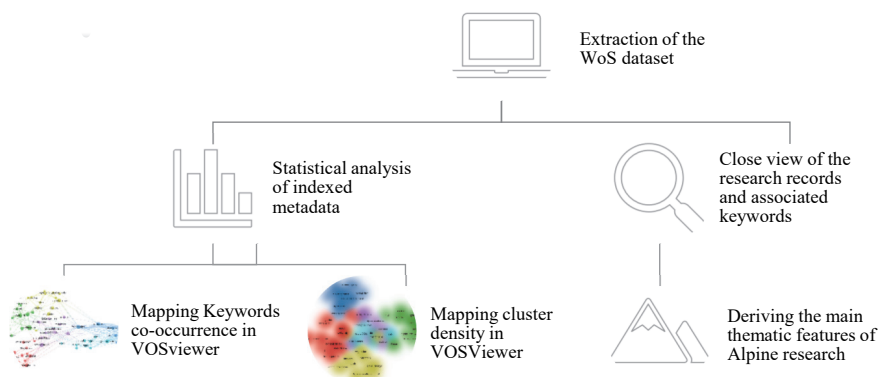 Extraction of the
WoS dataset
Statistical analysis
of indexed
metadata
Close view of the
research records
and associated
keywords
Mapping Keywords
co-occurrence in
VOSviewer
Mapping cluster
density in
VOSViewer
Deriving the main
thematic features of
Alpine research